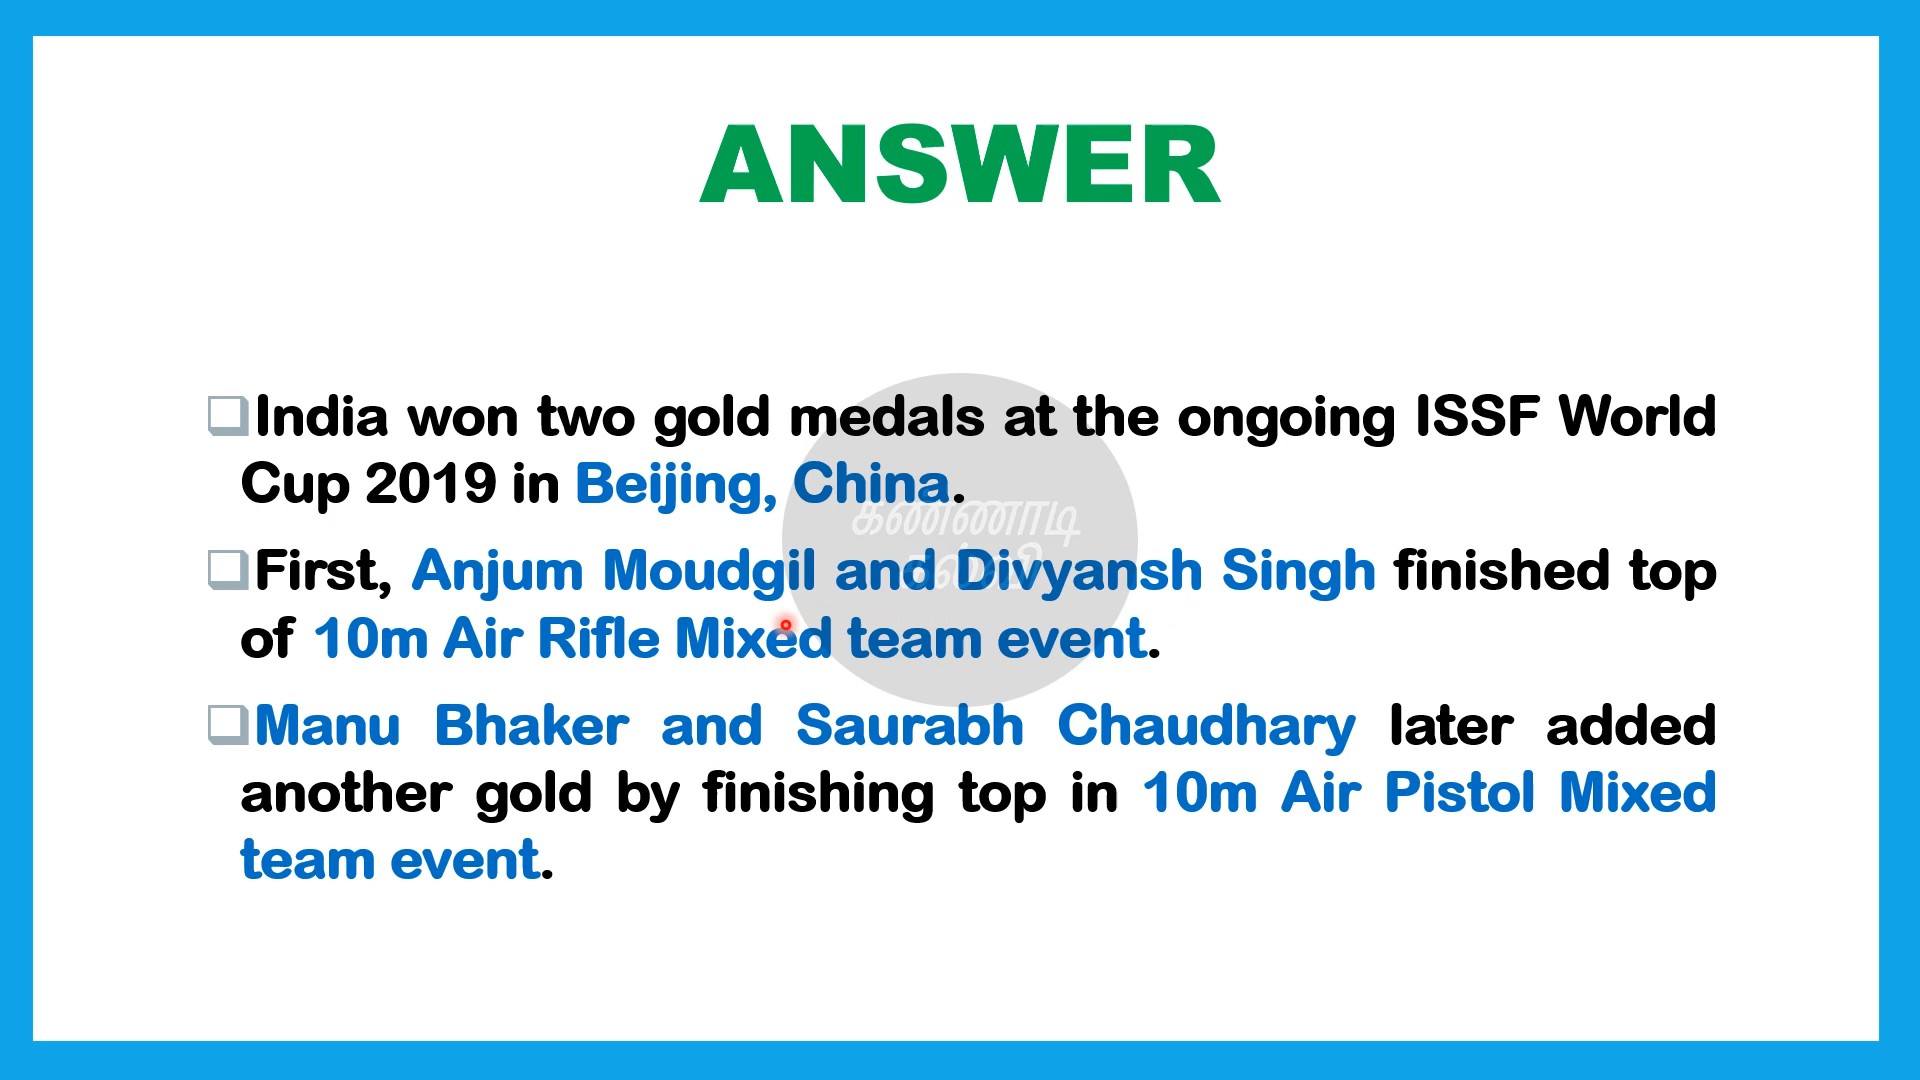 ANSWER
India won two gold medals at the ongoing ISSF World
Cup 2019 in Beijing, China.
கண்ணாடி
First, Anjum Moudgil and Divyansh Singh finished top
of 10m Air Rifle Mixed team event.
Manu Bhaker and Saurabh Chaudhary later added
another gold by finishing top in 10m Air Pistol Mixed
team event.